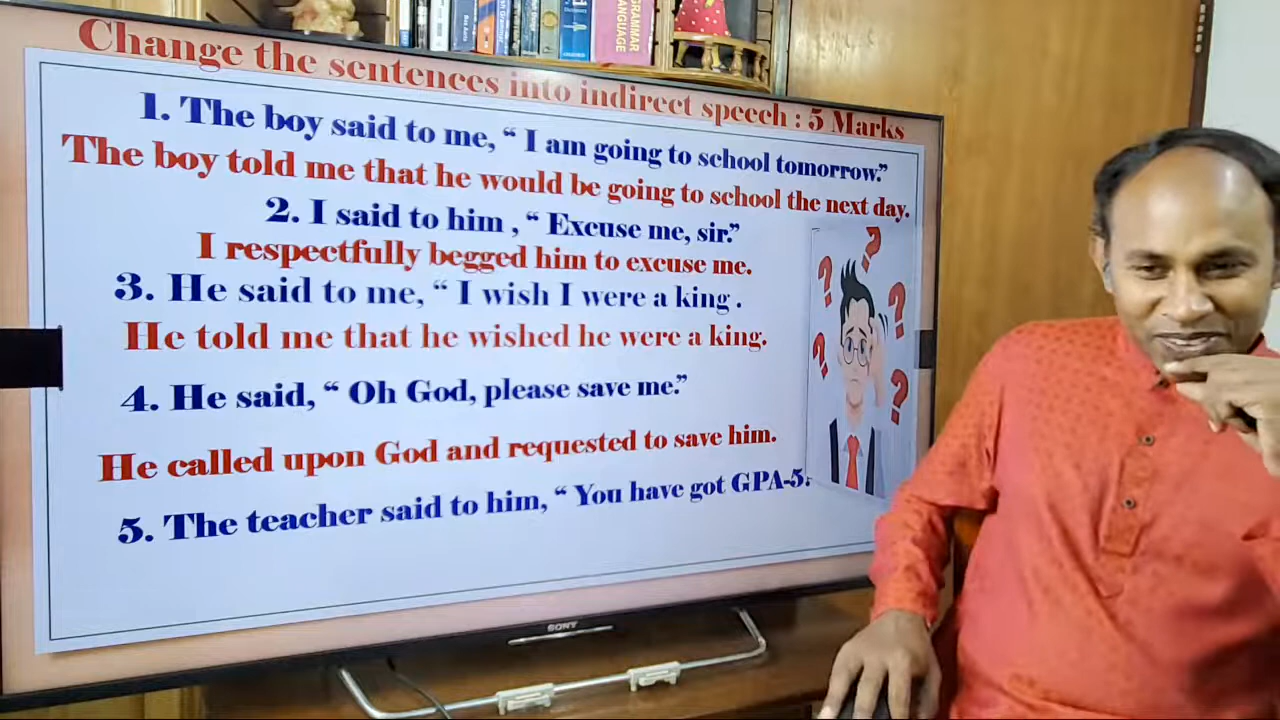 GRAMMAR
LANGUAGE
Change the sentences into indirect speech : 5 Marks
1. The boy said to me, “ I am going to school tomorrow.”
The boy told me that he would be going to school the next day.
2. I said to him , “ Excuse me, sir.”
I respectfully begged him to excuse me.
3. He said to me, “ I wish I were a king .
He told me that he wished he were a king.
4. He said, “ Oh God, please save me.”
He called upon God and requested to save him.
5. The teacher said to him, “ You have got GPA-5.
? ? ? ? ?
SONY